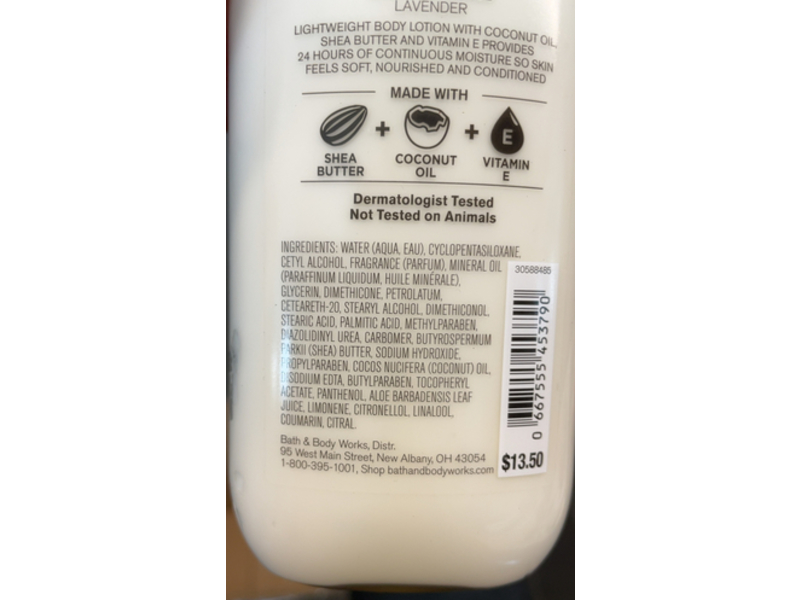 LAVENDER
LIGHTWEIGHT BODY LOTION WITH COCONUT OIL,
SHEA BUTTER AND VITAMIN E PROVIDES
24 HOURS OF CONTINUOUS MOISTURE SO SKIN
FEELS SOFT, NOURISHED AND CONDITIONED
MADE WITH
+ + E
SHEA BUTTER
COCONUT OIL
VITAMIN E
Dermatologist Tested
Not Tested on Animals
INGREDIENTS: WATER (AQUA, EAU), CYCLOPENTASILOXANE,
CETYL ALCOHOL, FRAGRANCE (PARFUM), MINERAL OIL
(PARAFFINUM LIQUIDUM, HUILE MINÉRALE),
GLYCERIN, DIMETHICONE, PETROLATUM,
CETEARETH-20, STEARYL ALCOHOL, DIMETHICONOL,
STEARIC ACID, PALMITIC ACID, METHYLPARABEN,
DIAZOLIDINYL UREA, CARBOMER, BUTYROSPERMUM
PARKII (SHEA) BUTTER, SODIUM HYDROXIDE,
PROPYLPARABEN, COCOS NUCIFERA (COCONUT) OIL,
DISODIUM EDTA, BUTYLPARABEN, TOCOPHERYL
ACETATE, PANTHENOL, ALOE BARBADENSIS LEAF
JUICE, LIMONENE, CITRONELLOL, LINALOOL,
COUMARIN, CITRAL.
Bath & Body Works, Distr.
95 West Main Street, New Albany, OH 43054
1-800-395-1001, Shop bathandbodyworks.com
30588485
0 667555 453790
$13.50